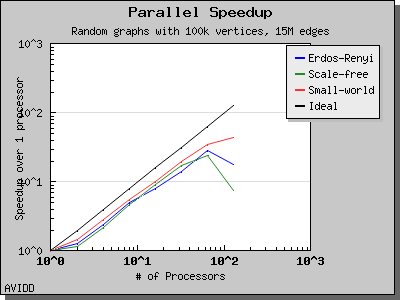 Parallel Speedup
Random graphs with 100k vertices, 15M edges
Speedup over 1 processor
10^3
10^2
10^1
10^0
10^0
10^1
10^2
10^3
# of Processors
Erdos-Renyi
Scale-free
Small-world
Ideal
AVIDD